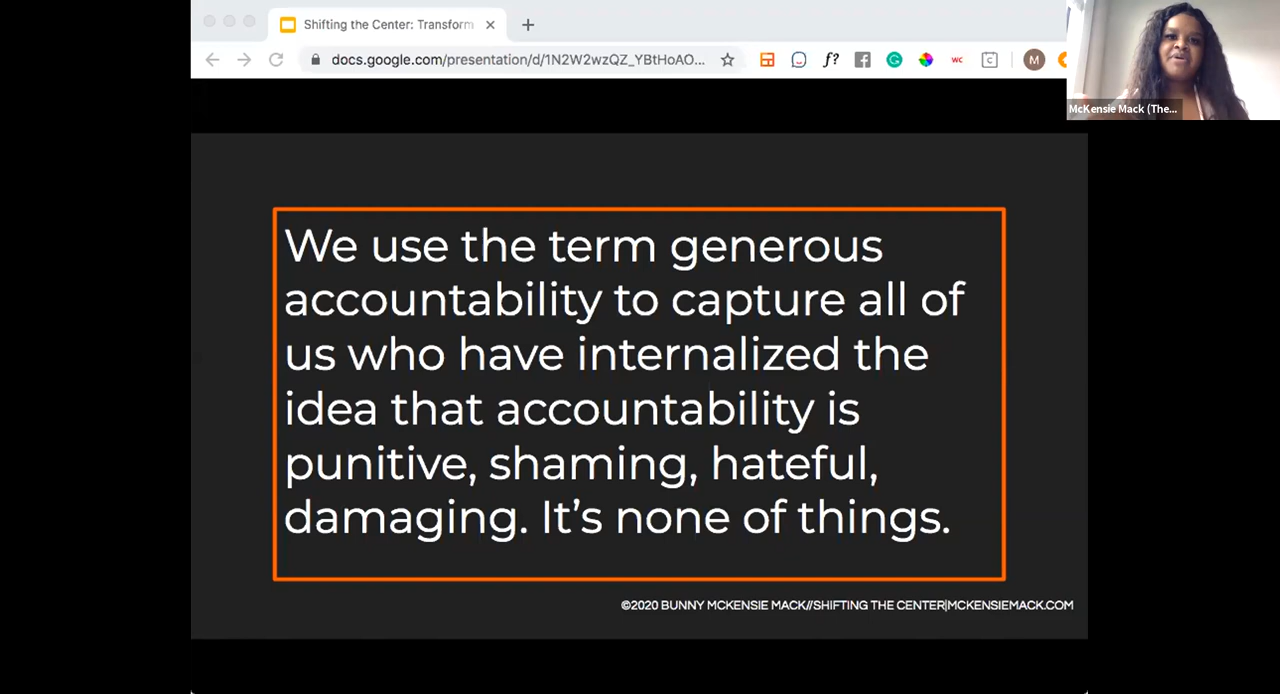 Shifting the Center: Transform
docs.google.com/presentation/d/1N2W2wzQZ_YBtHoAO...
f?
wc
C
M
McKensie Mack (The...
We use the term generous
accountability to capture all of
us who have internalized the
idea that accountability is
punitive, shaming, hateful,
damaging. It’s none of things.
©2020 BUNNY MCKENSIE MACK//SHIFTING THE CENTER|MCKENSIEMACK.COM